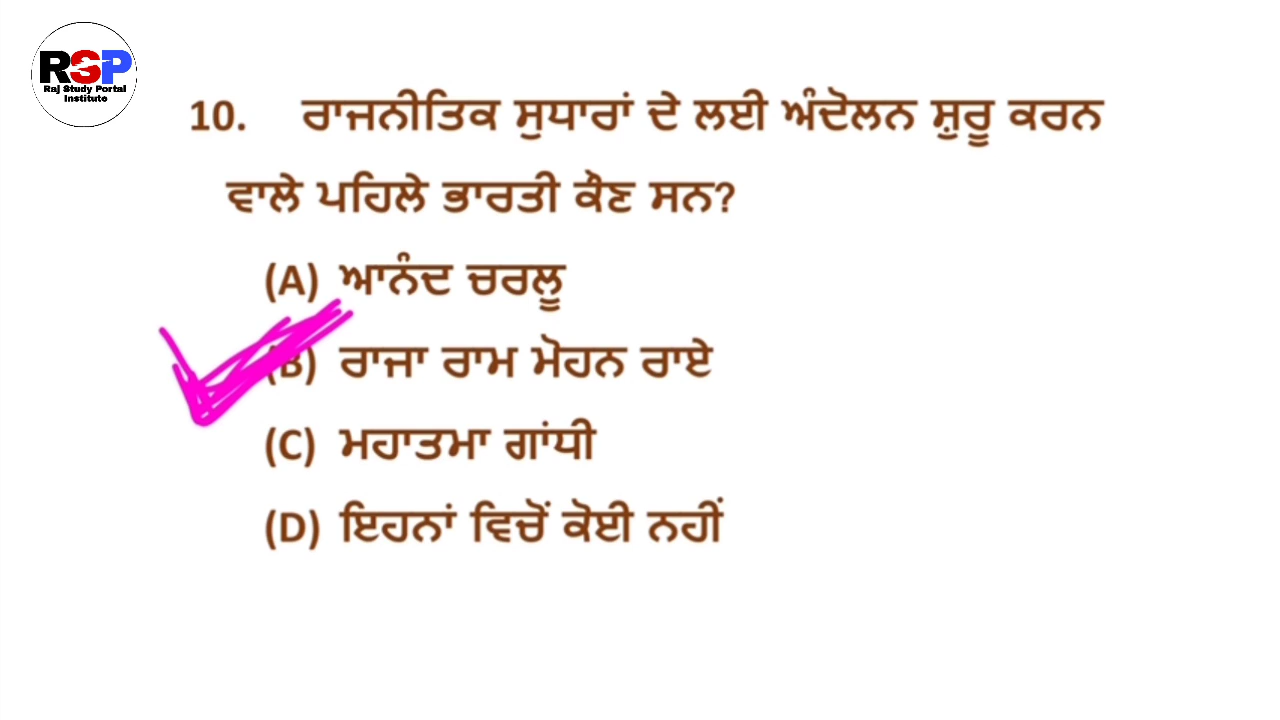 RSP
Raj Study Portal
Institute
10. ਰਾਜਨੀਤਿਕ ਸੁਧਾਰਾਂ ਦੇ ਲਈ ਅੰਦੋਲਨ ਸ਼ੁਰੂ ਕਰਨ
ਵਾਲੇ ਪਹਿਲੇ ਭਾਰਤੀ ਕੌਣ ਸਨ?
(A) ਆਨੰਦ ਚਰਲੂ
(B) ਰਾਜਾ ਰਾਮ ਮੋਹਨ ਰਾਏ
(C) ਮਹਾਤਮਾ ਗਾਂਧੀ
(D) ਇਹਨਾਂ ਵਿਚੋਂ ਕੋਈ ਨਹੀਂ